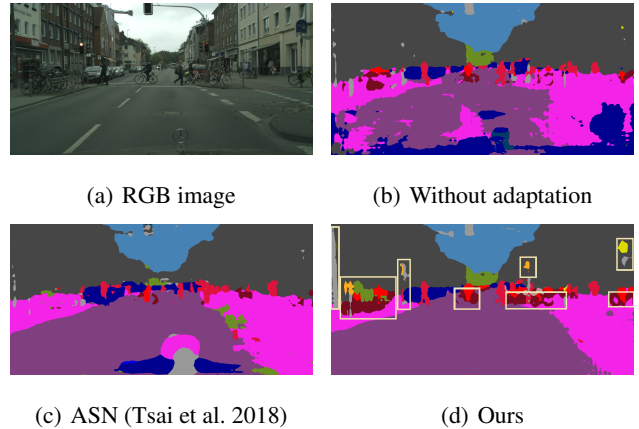 (a) RGB image
(b) Without adaptation
(c) ASN (Tsai et al. 2018)
(d) Ours